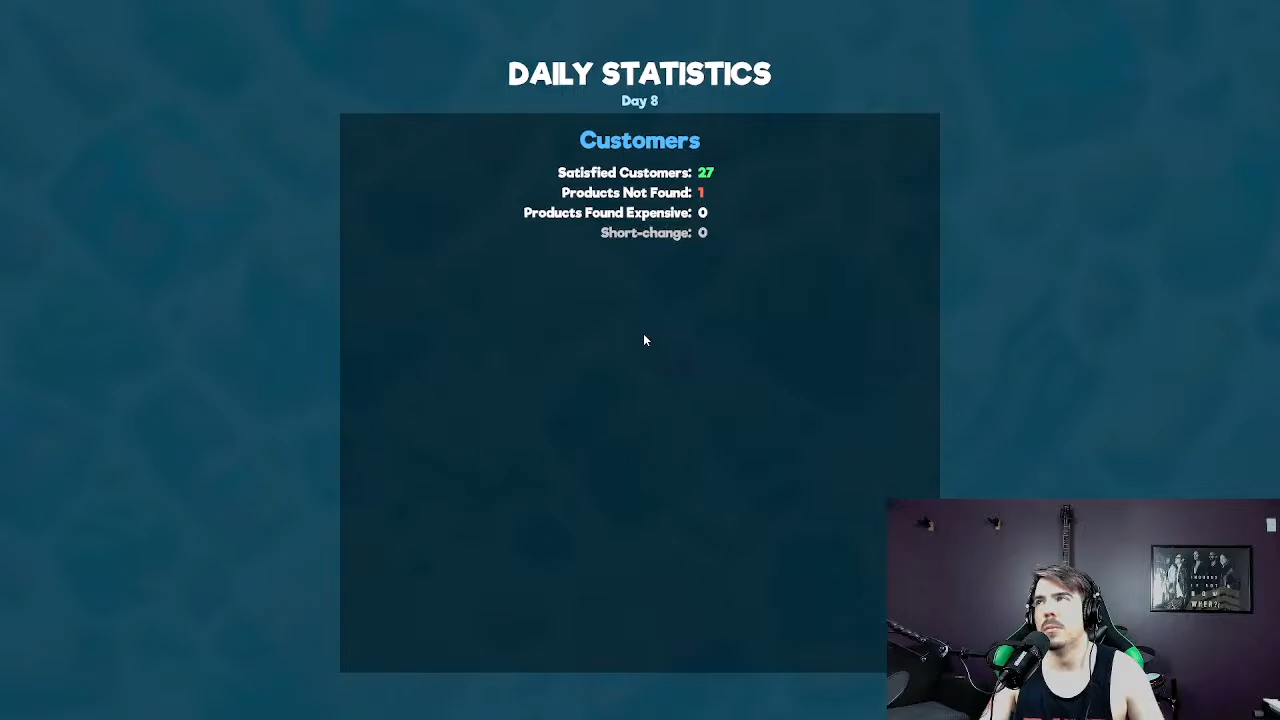 DAILY STATISTICS
Day 8
Customers
Satisfied Customers: 27
Products Not Found: 1
Products Found Expensive: 0
Short-change: 0
WHEN?